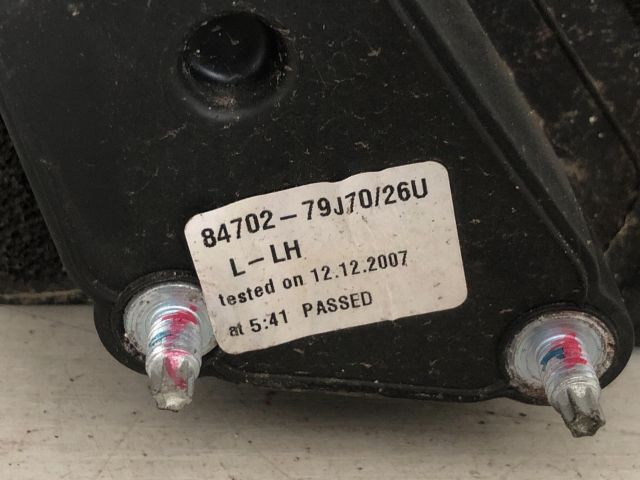 84702-79J70/26U
L-LH
tested on 12.12.2007
at 5:41 PASSED